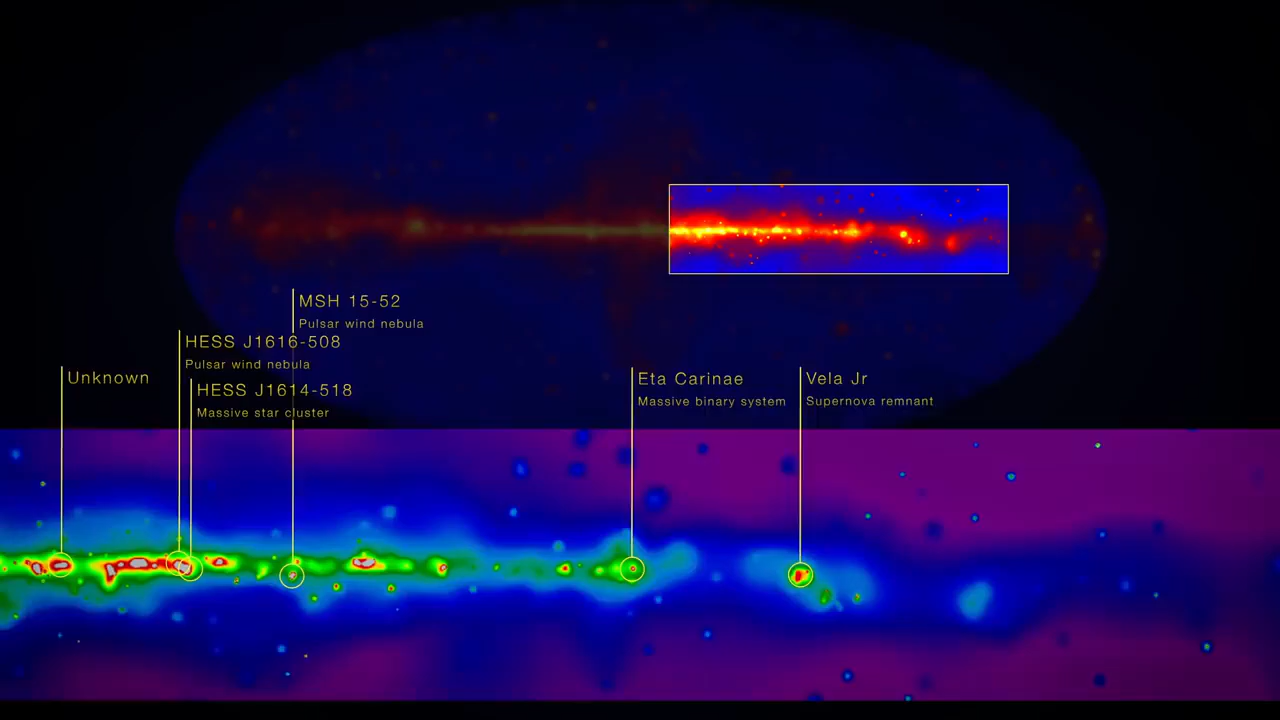 MSH 15-52
Pulsar wind nebula
HESS J1616-508
Pulsar wind nebula
Unknown
HESS J1614-518
Massive star cluster
Eta Carinae
Massive binary system
Vela Jr
Supernova remnant